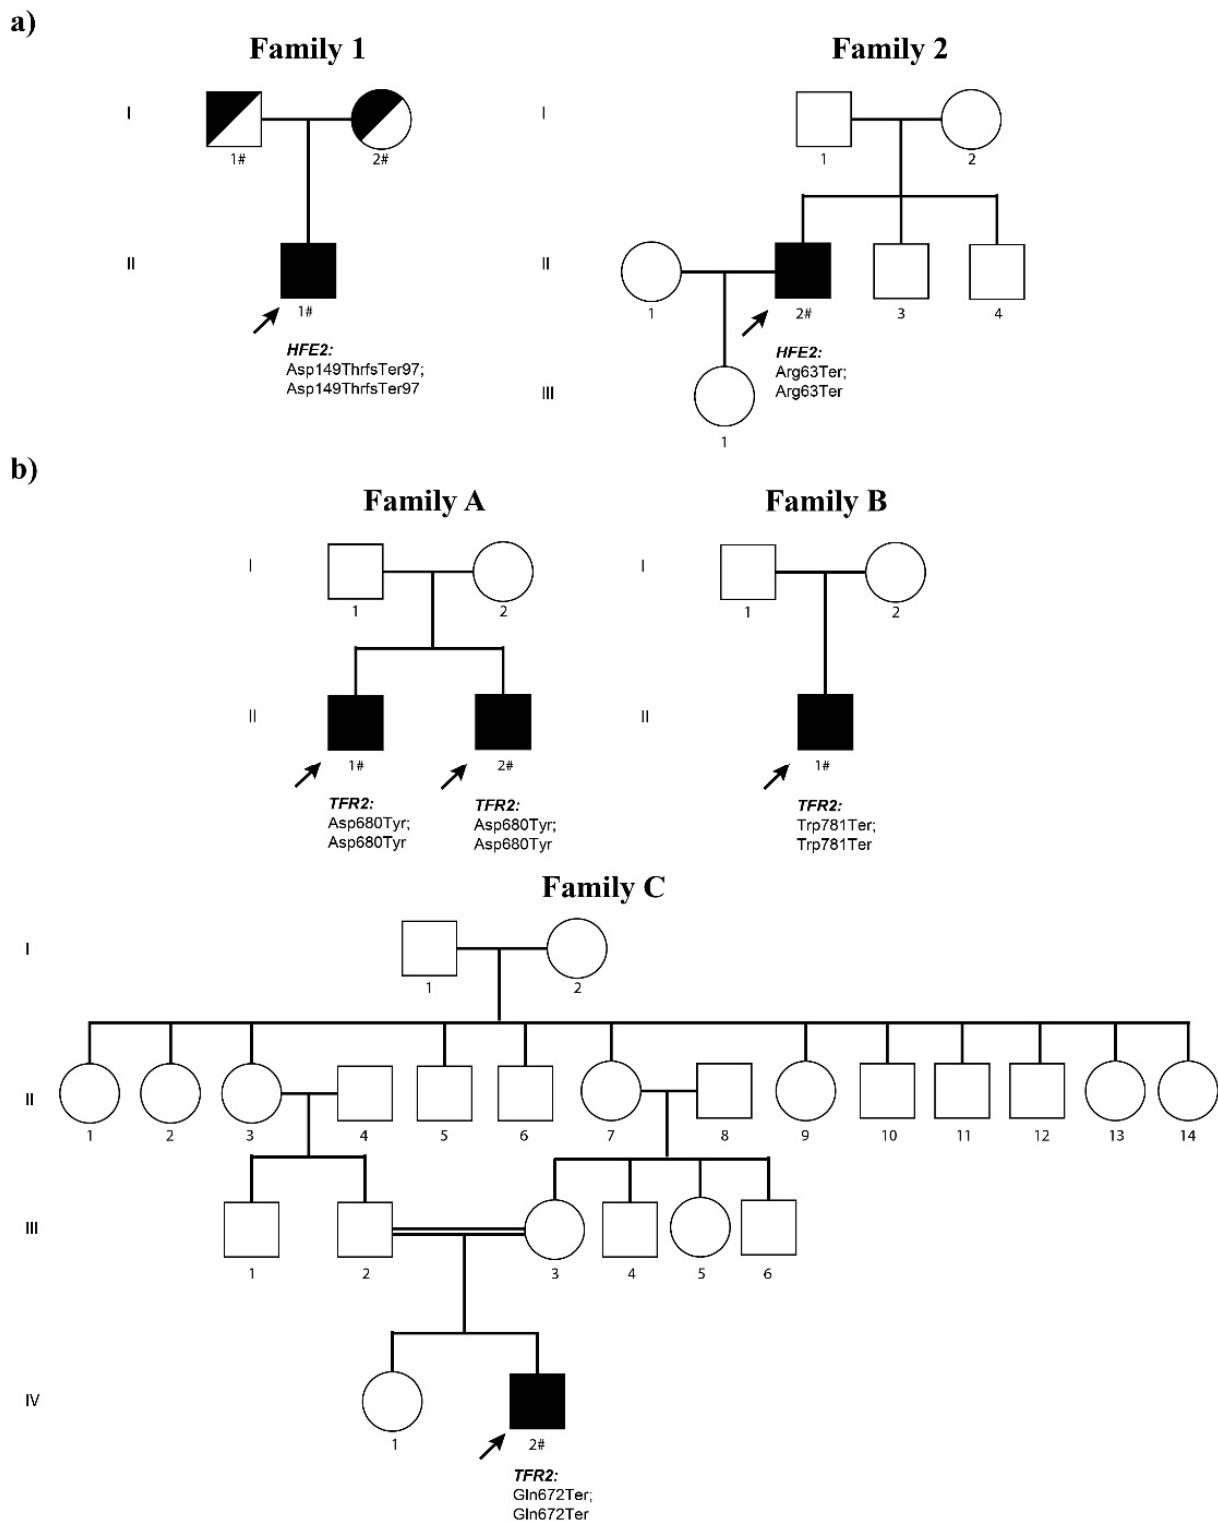 a)
Family 1
Family 2
I
I
1#
2#
1
2
II
II
1#
1
2#
3
4
HFE2:
Asp149ThrfsTer97;
Asp149ThrfsTer97
HFE2:
Arg63Ter;
Arg63Ter
III
1
b)
Family A
Family B
I
I
1
2
1
2
II
II
1#
2#
1#
TFR2:
Asp680Tyr;
Asp680Tyr
TFR2:
Asp680Tyr;
Asp680Tyr
TFR2:
Trp781Ter;
Trp781Ter
Family C
I
1
2
II
1
2
3
4
5
6
7
8
9
10
11
12
13
14
III
1
2
3
4
5
6
IV
1
2#
TFR2:
Gln672Ter;
Gln672Ter